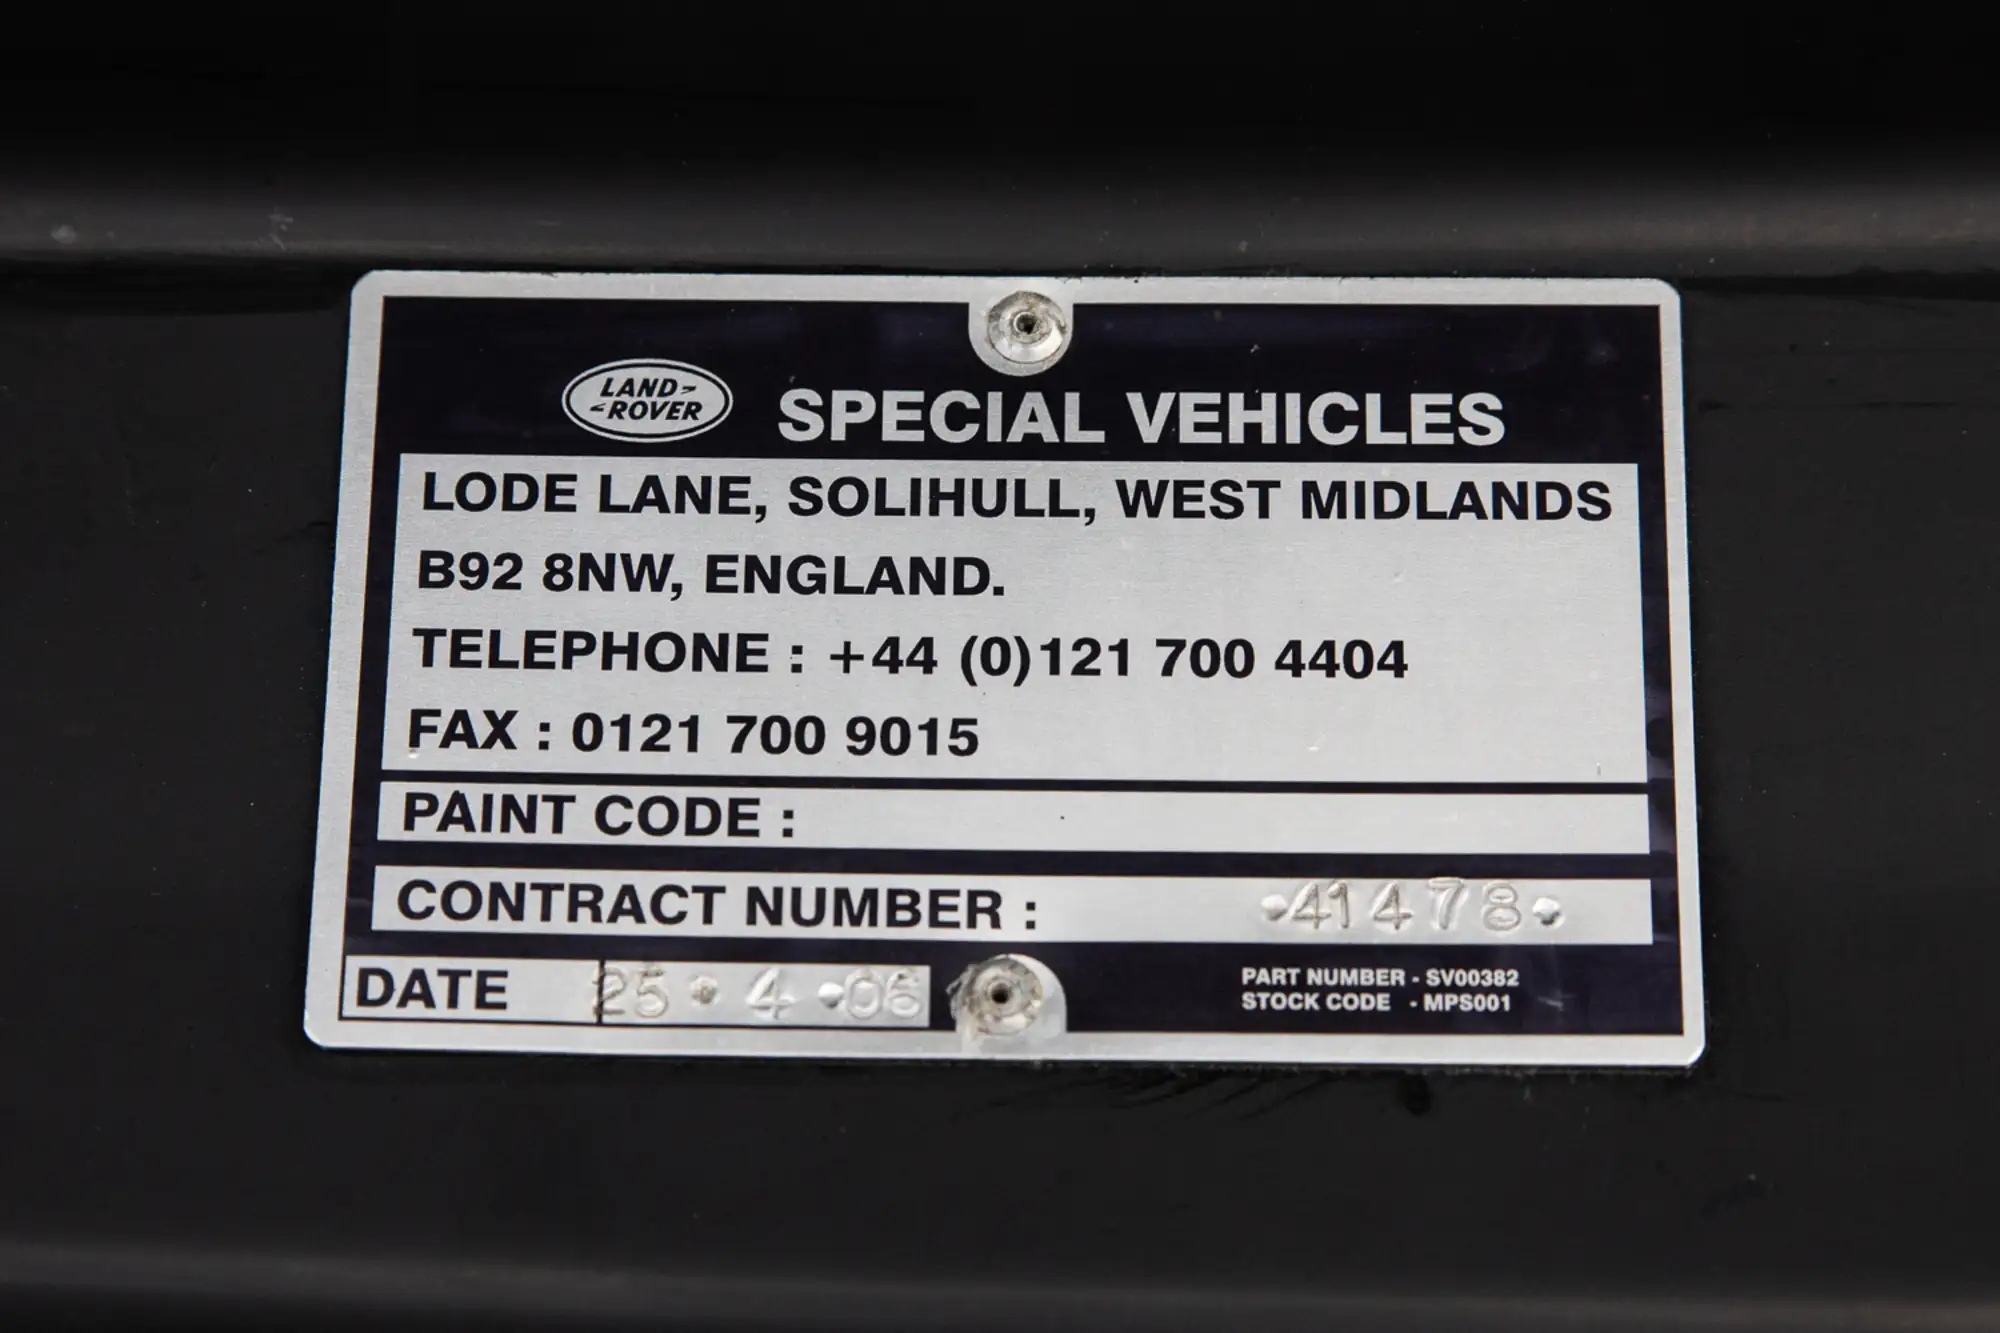 LAND-
-ROVER
SPECIAL VEHICLES
LODE LANE, SOLIHULL, WEST MIDLANDS
B92 8NW, ENGLAND.
TELEPHONE : +44 (0)121 700 4404
FAX : 0121 700 9015
PAINT CODE :
CONTRACT NUMBER : •41478•
DATE 25 • 4 •06
PART NUMBER - SV00382
STOCK CODE - MPS001